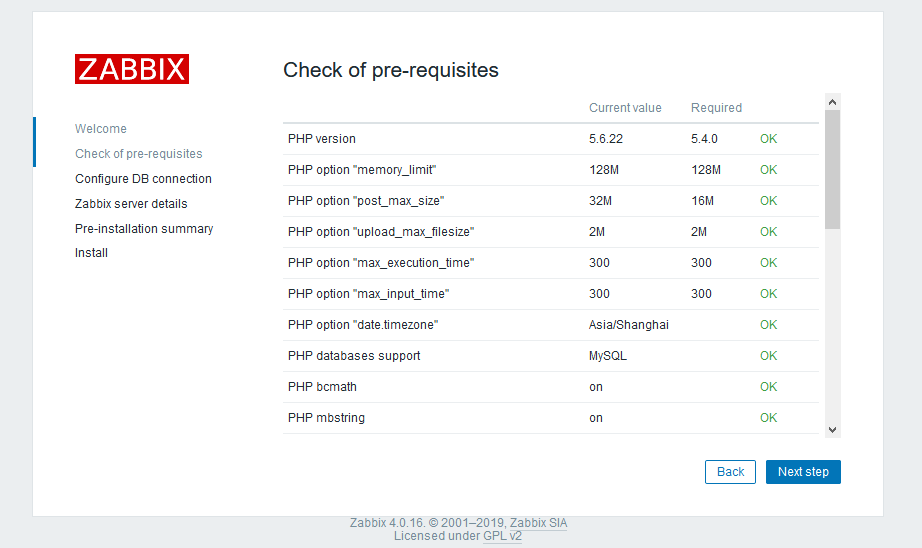 ZABBIX
Welcome
Check of pre-requisites
Configure DB connection
Zabbix server details
Pre-installation summary
Install
Check of pre-requisites
Current value Required
PHP version 5.6.22 5.4.0 OK
PHP option "memory_limit" 128M 128M OK
PHP option "post_max_size" 32M 16M OK
PHP option "upload_max_filesize" 2M 2M OK
PHP option "max_execution_time" 300 300 OK
PHP option "max_input_time" 300 300 OK
PHP option "date.timezone" Asia/Shanghai OK
PHP databases support MySQL OK
PHP bcmath on OK
PHP mbstring on OK
Back Next step
Zabbix 4.0.16. © 2001–2019, Zabbix SIA
Licensed under GPL v2